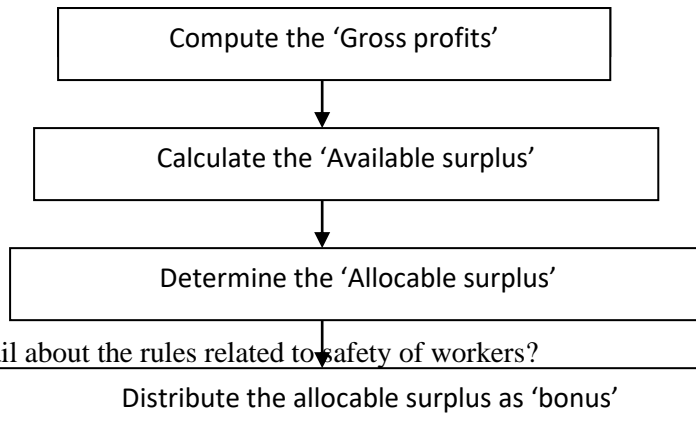 Compute the ‘Gross profits’
Calculate the ‘Available surplus’
Determine the ‘Allocable surplus’
about the rules related to safety of workers?
Distribute the allocable surplus as ‘bonus’